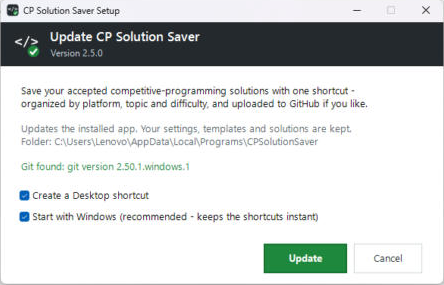 CP Solution Saver Setup
</>
Update CP Solution Saver
Version 2.5.0
Save your accepted competitive-programming solutions with one shortcut -
organized by platform, topic and difficulty, and uploaded to GitHub if you like.
Updates the installed app. Your settings, templates and solutions are kept.
Folder: C:\Users\Lenovo\AppData\Local\Programs\CPSolutionSaver
Git found: git version 2.50.1.windows.1
Create a Desktop shortcut
Start with Windows (recommended - keeps the shortcuts instant)
Update
Cancel